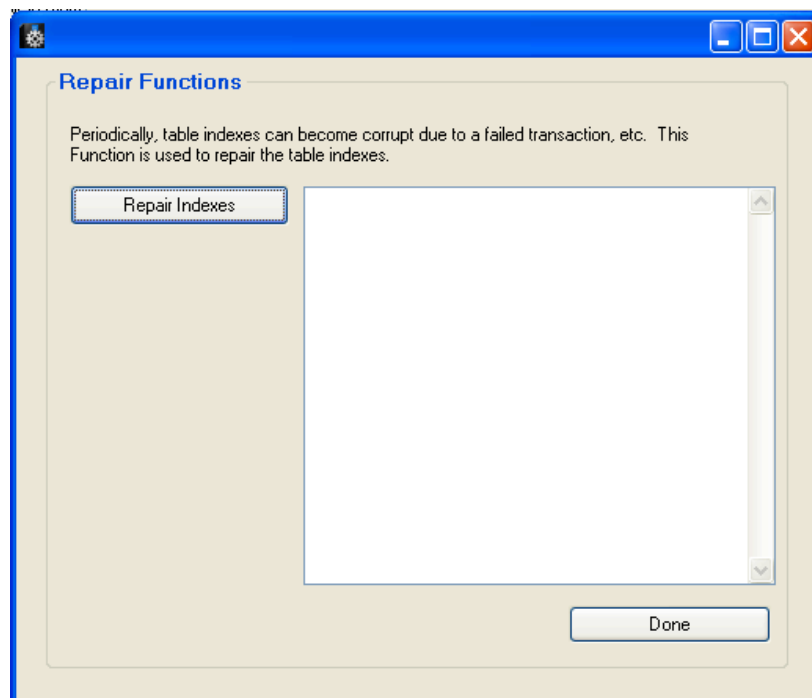 Repair Functions
Periodically, table indexes can become corrupt due to a failed transaction, etc.  This
Function is used to repair the table indexes.
Repair Indexes
Done